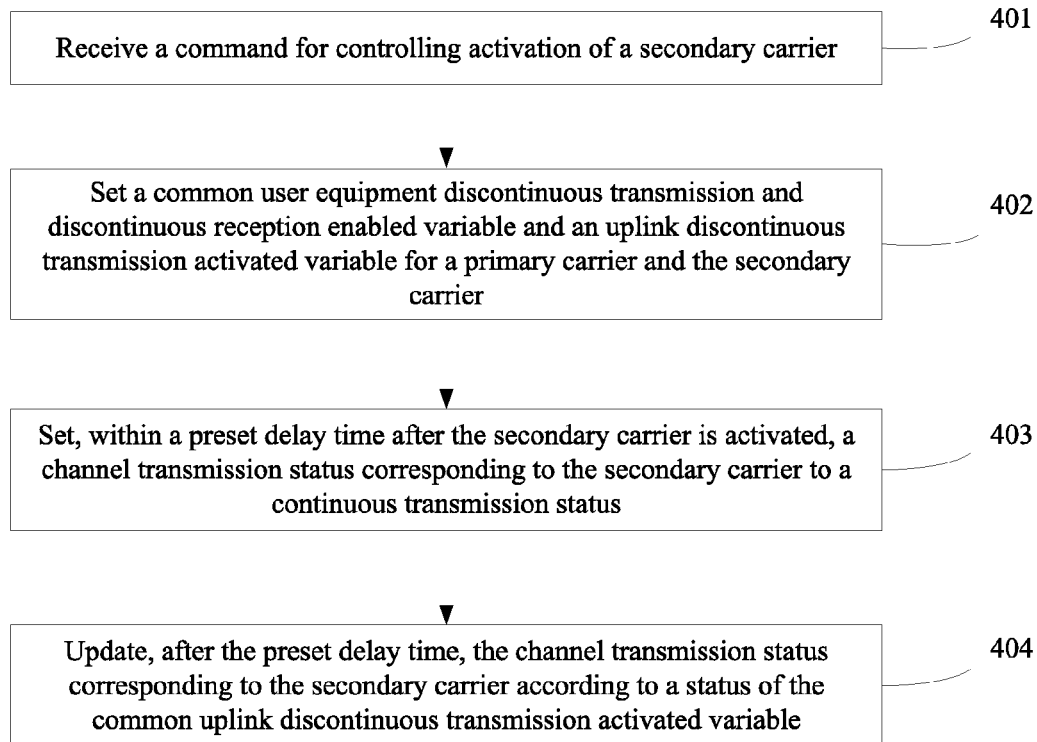 401
Receive a command for controlling activation of a secondary carrier
402
Set a common user equipment discontinuous transmission and
discontinuous reception enabled variable and an uplink discontinuous
transmission activated variable for a primary carrier and the secondary
carrier
403
Set, within a preset delay time after the secondary carrier is activated, a
channel transmission status corresponding to the secondary carrier to a
continuous transmission status
404
Update, after the preset delay time, the channel transmission status
corresponding to the secondary carrier according to a status of the
common uplink discontinuous transmission activated variable